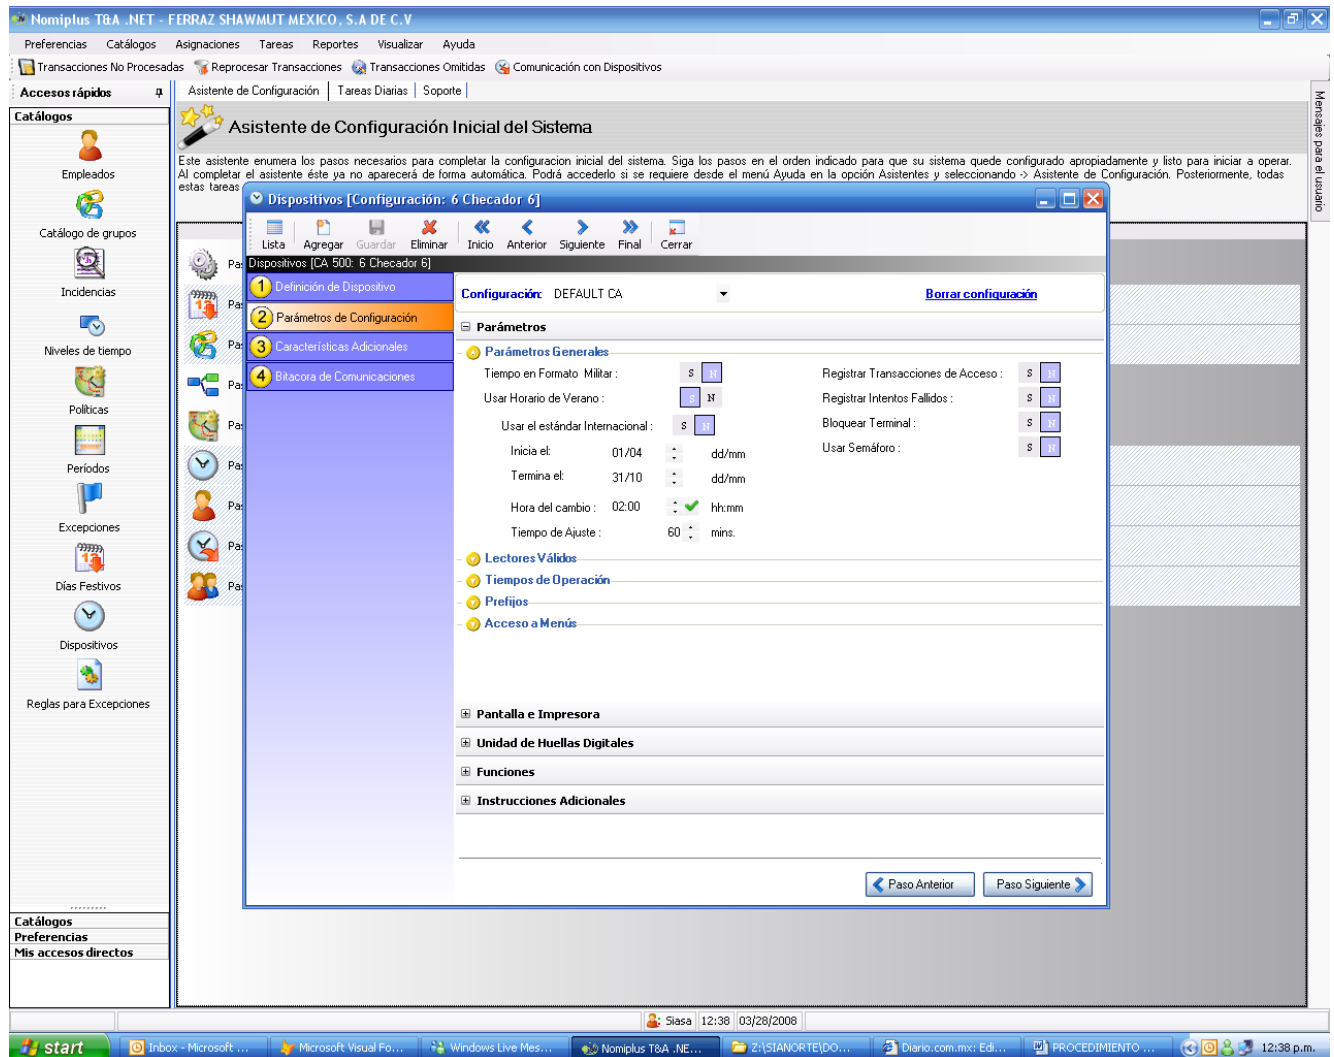 Nomiplus T&A .NET - FERRAZ SHAWMUT MEXICO, S.A DE C.V
Preferencias Catálogos Asignaciones Tareas Reportes Visualizar Ayuda
Transacciones No Procesadas Reprocesar Transacciones Transacciones Omitidas Comunicación con Dispositivos
Accesos rápidos
Catálogos
Empleados
Catálogo de grupos
Incidencias
Niveles de tiempo
Políticas
Períodos
Excepciones
Días Festivos
Dispositivos
Reglas para Excepciones
Catálogos
Preferencias
Mis accesos directos
Asistente de Configuración Tareas Diarias Soporte
Asistente de Configuración Inicial del Sistema
Este asistente enumera los pasos necesarios para completar la configuracion inicial del sistema. Siga los pasos en el orden indicado para que su sistema quede configurado apropiadamente y listo para iniciar a operar.
Al completar el asistente éste ya no aparecerá de forma automática. Podrá accederlo si se requiere desde el menú Ayuda en la opción Asistentes y seleccionando -> Asistente de Configuración. Posteriormente, todas
estas tareas
Mensajes para el usuario
Pa
Pa
Pa
Pa
Pa
Pa
Pa
Pa
Pa
Dispositivos [Configuración: 6 Checador 6]
Lista Agregar Guardar Eliminar Inicio Anterior Siguiente Final Cerrar
Dispositivos [CA 500: 6 Checador 6]
1 Definición de Dispositivo
2 Parámetros de Configuración
3 Características Adicionales
4 Bitacora de Comunicaciones
Configuración: DEFAULT CA Borrar configuración
Parámetros
Parámetros Generales
Tiempo en Formato Militar : S N
Usar Horario de Verano : S N
Usar el estándar Internacional : S N
Inicia el: 01/04 dd/mm
Termina el: 31/10 dd/mm
Hora del cambio : 02:00 hh:mm
Tiempo de Ajuste : 60 mins.
Registrar Transacciones de Acceso : S N
Registrar Intentos Fallidos : S N
Bloquear Terminal : S N
Usar Semáforo : S N
Lectores Válidos
Tiempos de Operación
Prefijos
Acceso a Menús
Pantalla e Impresora
Unidad de Huellas Digitales
Funciones
Instrucciones Adicionales
Paso Anterior Paso Siguiente
Siasa 12:38 03/28/2008
start Inbox - Microsoft ... Microsoft Visual Fo... Windows Live Mes... Nomiplus T&A .NE... Z:\SIANORTE\DO... Diario.com.mx: Edi... PROCEDIMIENTO ... 12:38 p.m.